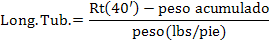 Long. Tub. = (Rt(40′) − peso acumulado) / peso(lbs/pie)